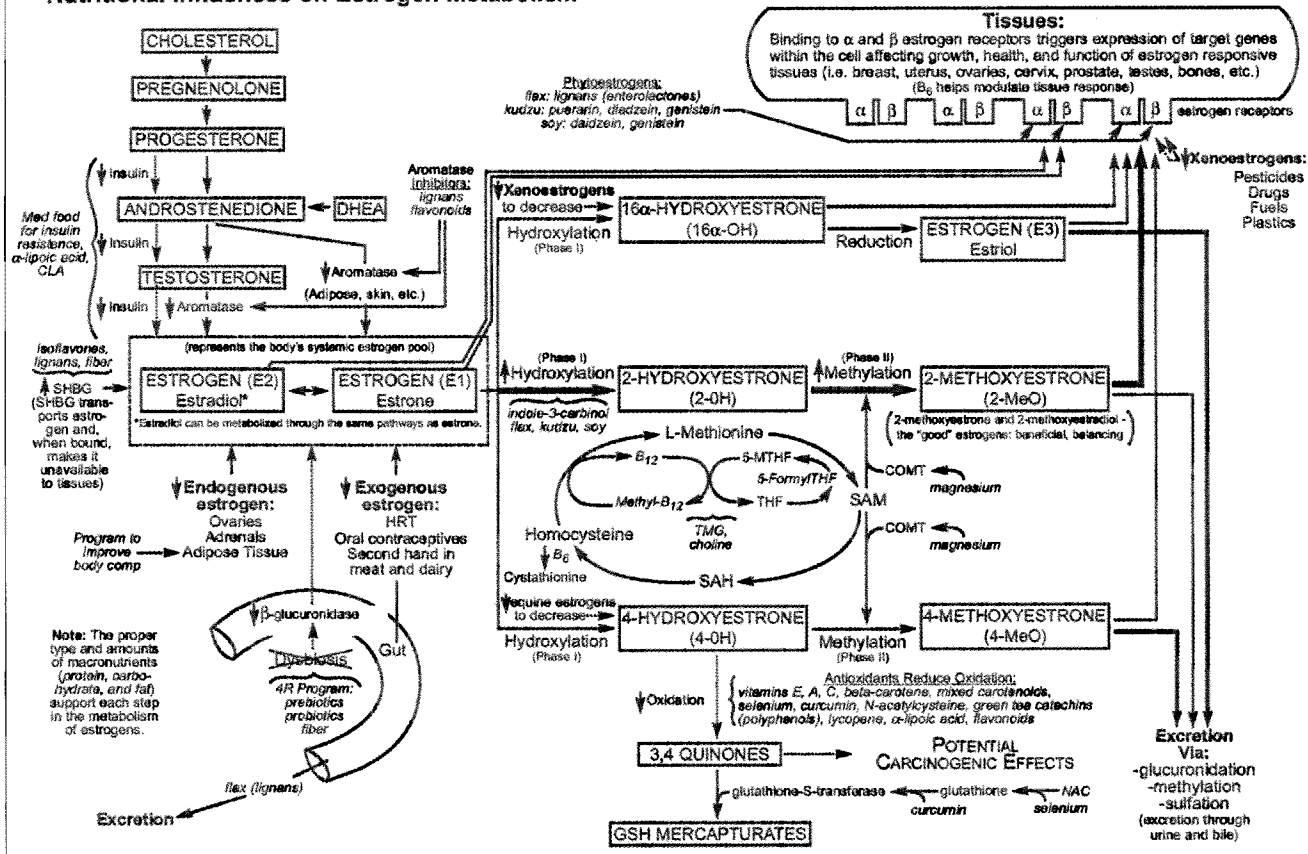 Nutritional Influences on Estrogen Metabolism
CHOLESTEROL
PREGNENOLONE
PROGESTERONE
Insulin
ANDROSTENEDIONE
DHEA
Med food
for insulin
resistence,
α-lipoic acid,
CLA
Insulin
TESTOSTERONE
Insulin
Aromatase
Aromatase
(Adipose, skin, etc.)
Aromatase
Inhibitors:
lignans
flavonoids
Phytoestrogens:
flax: lignans (enterolactones)
kudzu: puerarin, diadzein, genistein
soy: daidzein, genistein
Tissues:
Binding to α and β estrogen receptors triggers expression of target genes
within the cell affecting growth, health, and function of estrogen responsive
tissues (i.e. breast, uterus, ovaries, cervix, prostate, testes, bones, etc.)
(B6 helps modulate tissue response)
α β α β α β α β estrogen receptors
Xenoestrogens:
Pesticides
Drugs
Fuels
Plastics
Xenoestrogens
to decrease
Hydroxylation
(Phase I)
16α-HYDROXYESTRONE
(16α-OH)
Reduction
ESTROGEN (E3)
Estriol
Isoflavones,
lignans, fiber
SHBG
(SHBG trans-
ports estro-
gen and,
when bound,
makes it
unavailable
to tissues)
(represents the body's systemic estrogen pool)
ESTROGEN (E2)
Estradiol*
ESTROGEN (E1)
Estrone
*Estradiol can be metabolized through the same pathways as estrone.
(Phase I)
Hydroxylation
indole-3-carbinol
flax, kudzu, soy
2-HYDROXYESTRONE
(2-0H)
(Phase II)
Methylation
2-METHOXYESTRONE
(2-MeO)
(2-methoxyestrone and 2-methoxyestradiol -
the "good" estrogens: beneficial, balancing)
L-Methionine
B12
5-MTHF
5-FormylTHF
Methyl-B12
THF
SAM
TMG,
choline
Homocysteine
B6
Cystathionine
SAH
COMT
magnesium
COMT
magnesium
Endogenous
estrogen:
Ovaries
Adrenals
Adipose Tissue
Program to
improve
body comp
Exogenous
estrogen:
HRT
Oral contraceptives
Second hand in
meat and dairy
β-glucuronidase
Gut
Dysbiosis
4R Program:
prebiotics
probiotics
fiber
Note: The proper
type and amounts
of macronutrients
(protein, carbo-
hydrate, and fat)
support each step
in the metabolism
of estrogens.
flax (lignans)
Excretion
equine estrogens
to decrease
Hydroxylation
(Phase I)
4-HYDROXYESTRONE
(4-0H)
Methylation
(Phase II)
4-METHOXYESTRONE
(4-MeO)
Oxidation
Antioxidants Reduce Oxidation:
vitamins E, A, C, beta-carotene, mixed carotenoids,
selenium, curcumin, N-acetylcysteine, green tea catechins
(polyphenols), lycopene, α-lipoic acid, flavonoids
3,4 QUINONES
POTENTIAL
CARCINOGENIC EFFECTS
glutathione-S-transferase
glutathione
NAC
curcumin
selenium
GSH MERCAPTURATES
Excretion
Via:
-glucuronidation
-methylation
-sulfation
(excretion through
urine and bile)